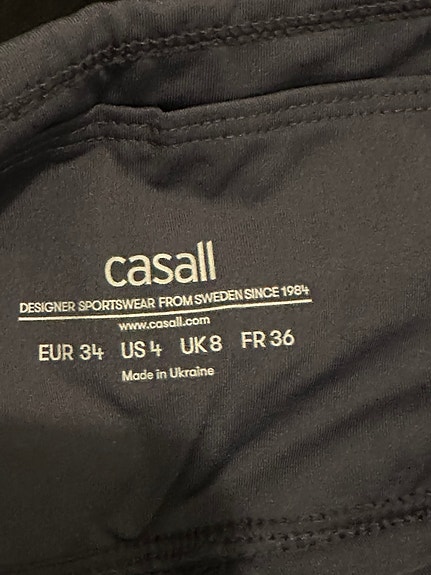 casall
DESIGNER SPORTSWEAR FROM SWEDEN SINCE 1984
www.casall.com
EUR 34 US 4 UK 8 FR 36
Made in Ukraine